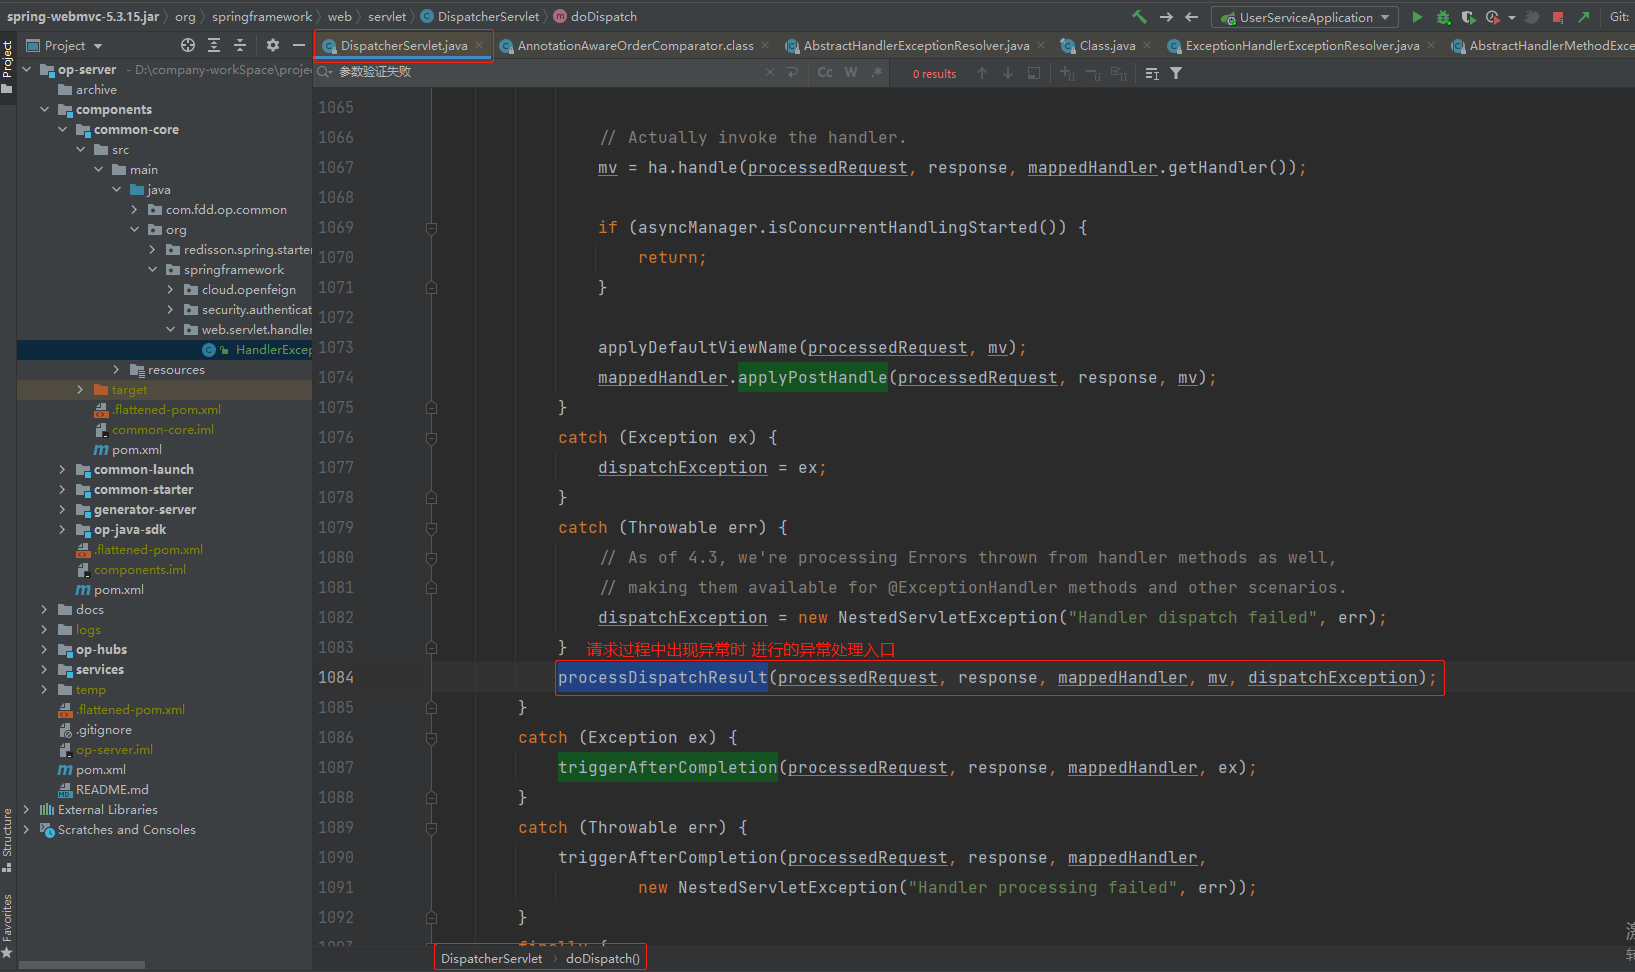 spring-webmvc-5.3.15.jar org springframework web servlet DispatcherServlet doDispatch
UserServiceApplication
Git:
Project
Project
DispatcherServlet.java
AnnotationAwareOrderComparator.class
AbstractHandlerExceptionResolver.java
Class.java
ExceptionHandlerExceptionResolver.java
AbstractHandlerMethodExce
参数验证失败
Cc W .*
0 results
op-server - D:\company-workSpace\proje
archive
components
common-core
src
main
java
com.fdd.op.common
org
redisson.spring.starter
springframework
cloud.openfeign
security.authenticat
web.servlet.handler
HandlerExcep
resources
target
.flattened-pom.xml
common-core.iml
pom.xml
common-launch
common-starter
generator-server
op-java-sdk
.flattened-pom.xml
components.iml
pom.xml
docs
logs
op-hubs
services
temp
.flattened-pom.xml
.gitignore
op-server.iml
pom.xml
README.md
External Libraries
Scratches and Consoles
Structure
Favorites
1065
1066 // Actually invoke the handler.
1067 mv = ha.handle(processedRequest, response, mappedHandler.getHandler());
1068
1069 if (asyncManager.isConcurrentHandlingStarted()) {
1070 return;
1071 }
1072
1073 applyDefaultViewName(processedRequest, mv);
1074 mappedHandler.applyPostHandle(processedRequest, response, mv);
1075 }
1076 catch (Exception ex) {
1077 dispatchException = ex;
1078 }
1079 catch (Throwable err) {
1080 // As of 4.3, we're processing Errors thrown from handler methods as well,
1081 // making them available for @ExceptionHandler methods and other scenarios.
1082 dispatchException = new NestedServletException("Handler dispatch failed", err);
1083 } 请求过程中出现异常时 进行的异常处理入口
1084 processDispatchResult(processedRequest, response, mappedHandler, mv, dispatchException);
1085 }
1086 catch (Exception ex) {
1087 triggerAfterCompletion(processedRequest, response, mappedHandler, ex);
1088 }
1089 catch (Throwable err) {
1090 triggerAfterCompletion(processedRequest, response, mappedHandler,
1091 new NestedServletException("Handler processing failed", err));
1092 }
1093 finally {
DispatcherServlet doDispatch()